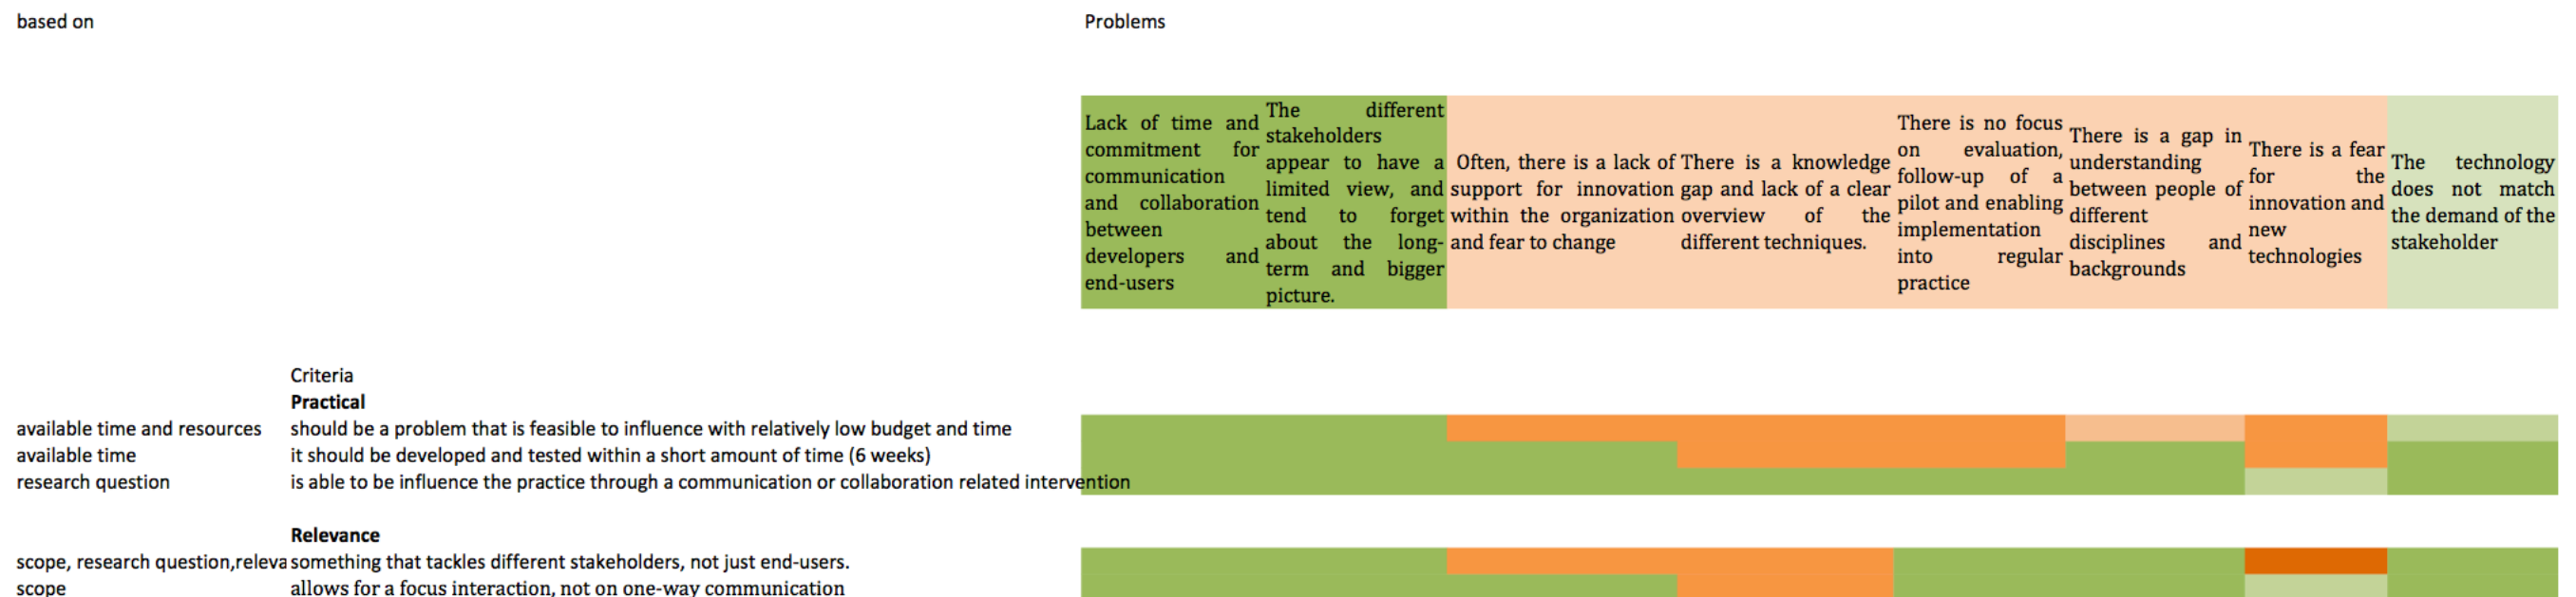 based on
Problems
Lack of time and
commitment for
communication
and collaboration
between
developers and
end-users
The different
stakeholders
appear to have a
limited view, and
tend to forget
about the long-
term and bigger
picture.
Often, there is a lack of
support for innovation
within the organization
and fear to change
There is a knowledge
gap and lack of a clear
overview of the
different techniques.
There is no focus
on evaluation,
follow-up of a
pilot and enabling
implementation
into regular
practice
There is a gap in
understanding
between people of
different
disciplines and
backgrounds
There is a fear
for the
innovation and
new
technologies
The technology
does not match
the demand of the
stakeholder
Criteria
Practical
available time and resources should be a problem that is feasible to influence with relatively low budget and time
available time it should be developed and tested within a short amount of time (6 weeks)
research question is able to be influence the practice through a communication or collaboration related intervention
Relevance
scope, research question,releva something that tackles different stakeholders, not just end-users.
scope allows for a focus interaction, not on one-way communication